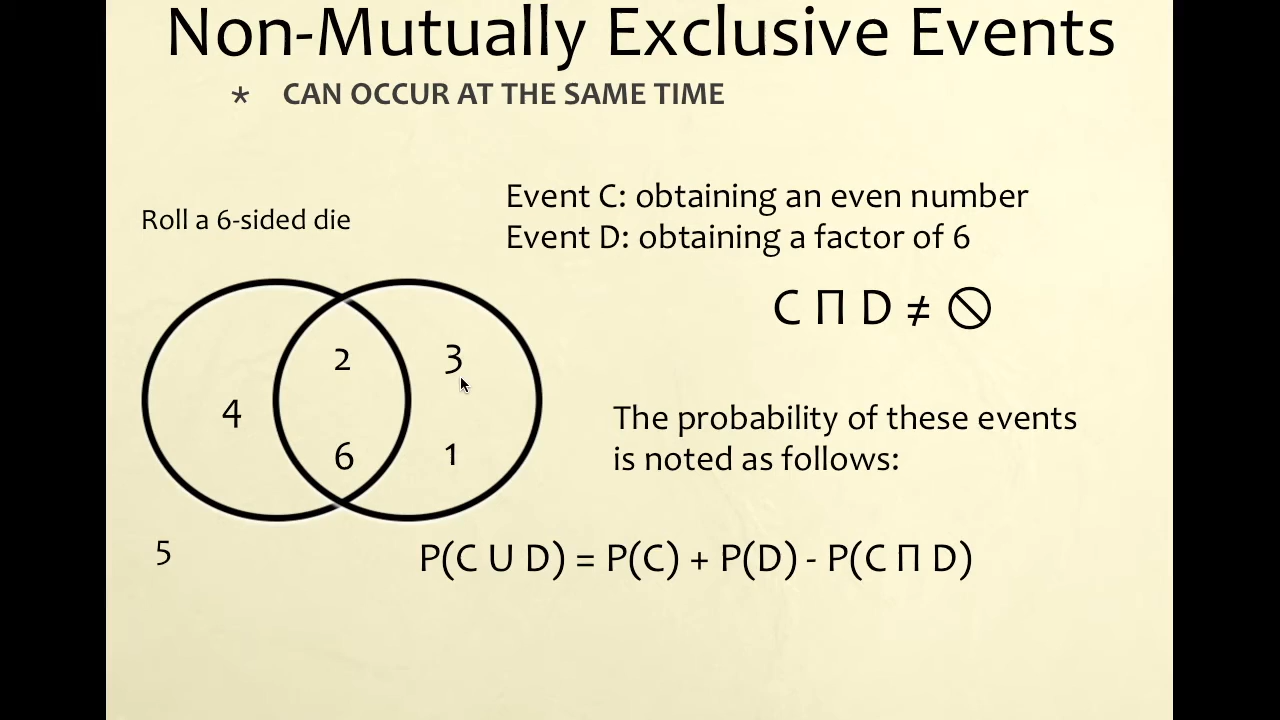 Non-Mutually Exclusive Events
* CAN OCCUR AT THE SAME TIME
Roll a 6-sided die
Event C: obtaining an even number
Event D: obtaining a factor of 6
C Π D ≠ ∅
2 3
4
6 1
The probability of these events
is noted as follows:
5
P(C U D) = P(C) + P(D) - P(C Π D)